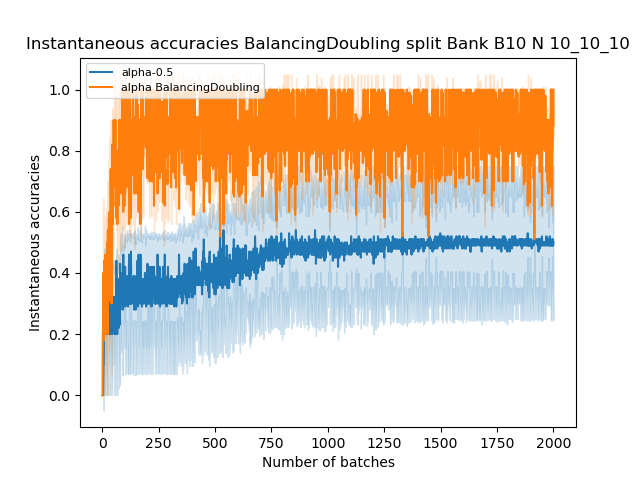 Instantaneous accuracies BalancingDoubling split Bank B10 N 10_10_10
alpha-0.5
alpha BalancingDoubling
1.0
0.8
0.6
0.4
0.2
0.0
Instantaneous accuracies
0 250 500 750 1000 1250 1500 1750 2000
Number of batches